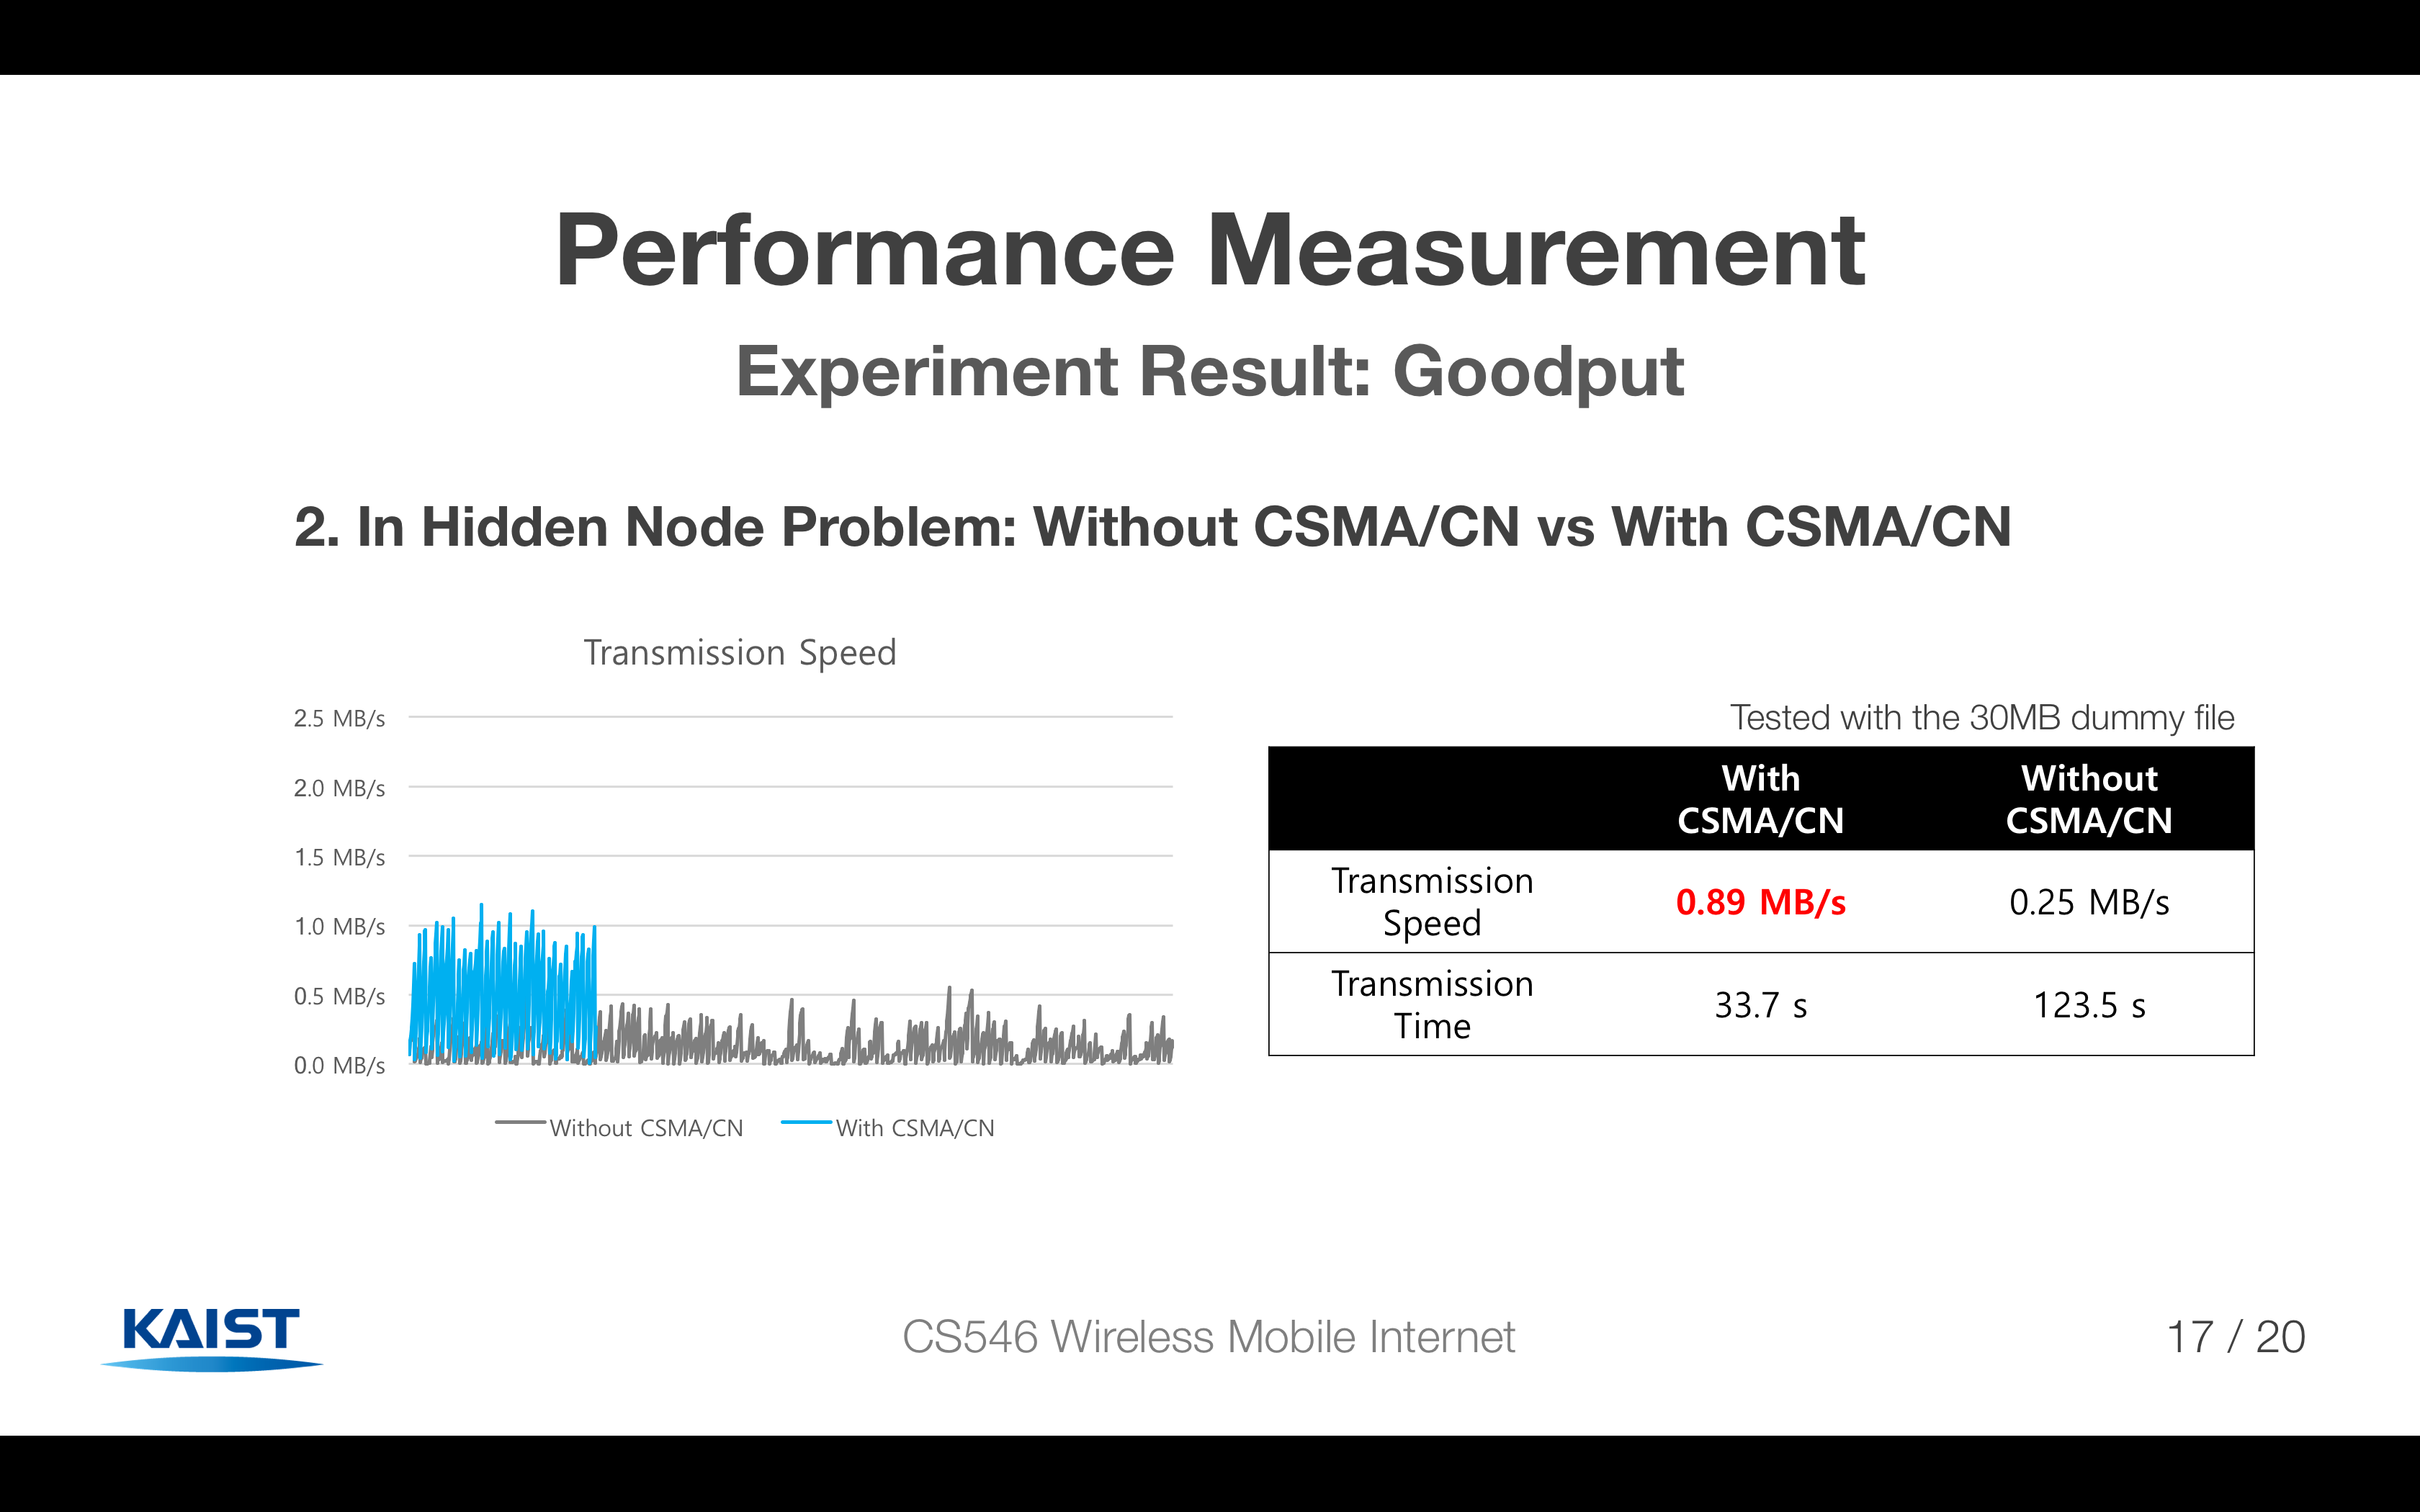 Performance Measurement
Experiment Result: Goodput
2. In Hidden Node Problem: Without CSMA/CN vs With CSMA/CN
Transmission Speed
2.5 MB/s
2.0 MB/s
1.5 MB/s
1.0 MB/s
0.5 MB/s
0.0 MB/s
Without CSMA/CN
With CSMA/CN
Tested with the 30MB dummy file
With
CSMA/CN
Without
CSMA/CN
Transmission
Speed
0.89 MB/s
0.25 MB/s
Transmission
Time
33.7 s
123.5 s
KAIST
CS546 Wireless Mobile Internet
17 / 20